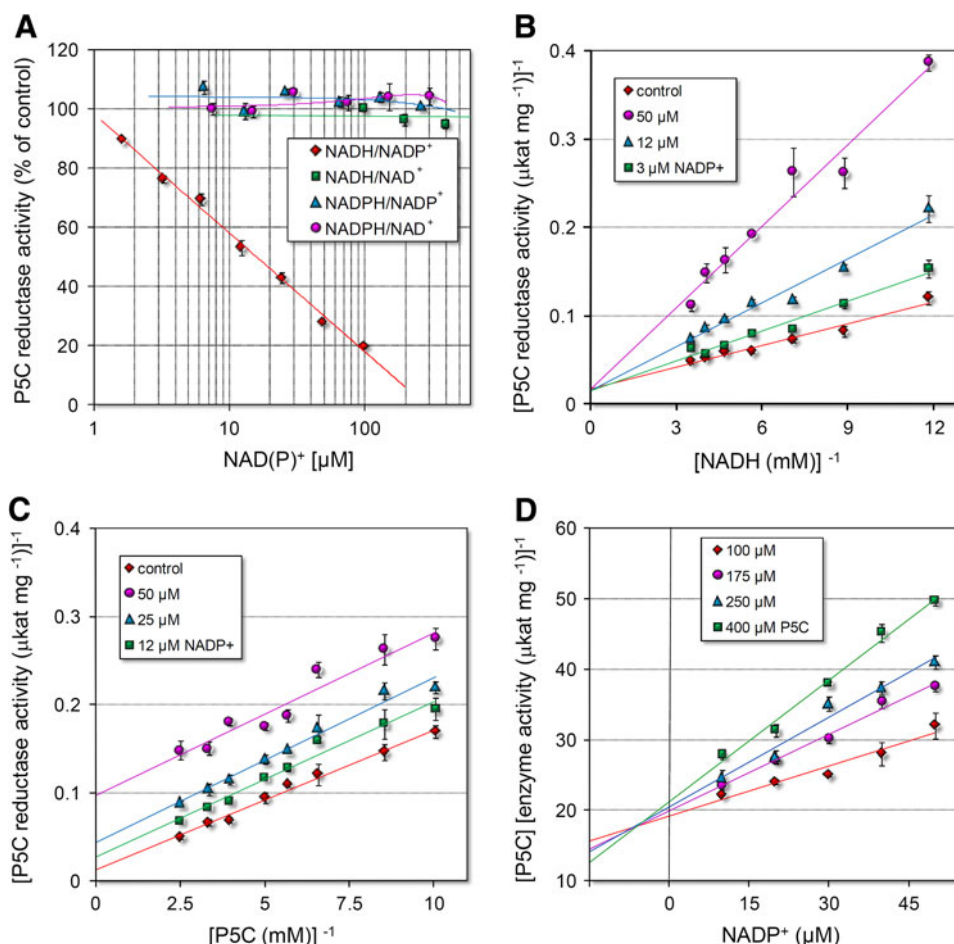 A
P5C reductase activity (% of control)
120
100
80
60
40
20
0
1
10
100
NAD(P)⁺ [µM]
NADH/NADP⁺
NADH/NAD⁺
NADPH/NADP⁺
NADPH/NAD⁺
B
[P5C reductase activity (µkat mg ⁻¹)]⁻¹
0.4
0.3
0.2
0.1
0
0
3
6
9
12
[NADH (mM)] ⁻¹
control
50 µM
12 µM
3 µM NADP+
C
[P5C reductase activity (µkat mg ⁻¹)]⁻¹
0.4
0.3
0.2
0.1
0
0
2.5
5
7.5
10
[P5C (mM)] ⁻¹
control
50 µM
25 µM
12 µM NADP+
D
[P5C] [enzyme activity (µkat mg ⁻¹)]⁻¹
60
50
40
30
20
10
-15
0
15
30
45
NADP⁺ (µM)
100 µM
175 µM
250 µM
400 µM P5C